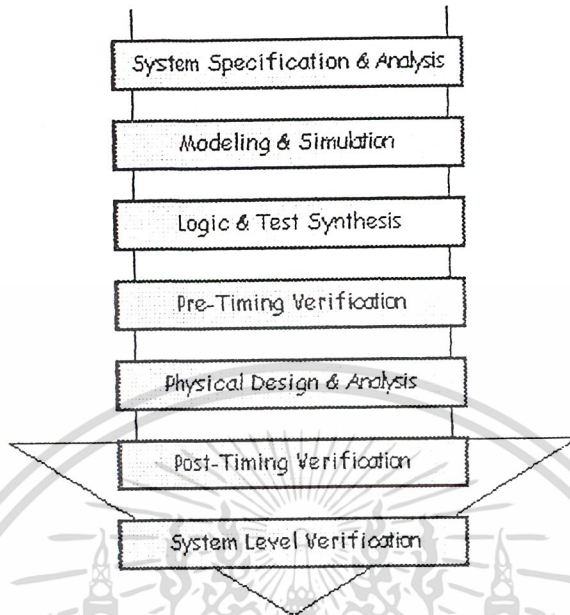 System Specification & Analysis
Modeling & Simulation
Logic & Test Synthesis
Pre-Timing Verification
Physical Design & Analysis
Post-Timing Verification
System Level Verification